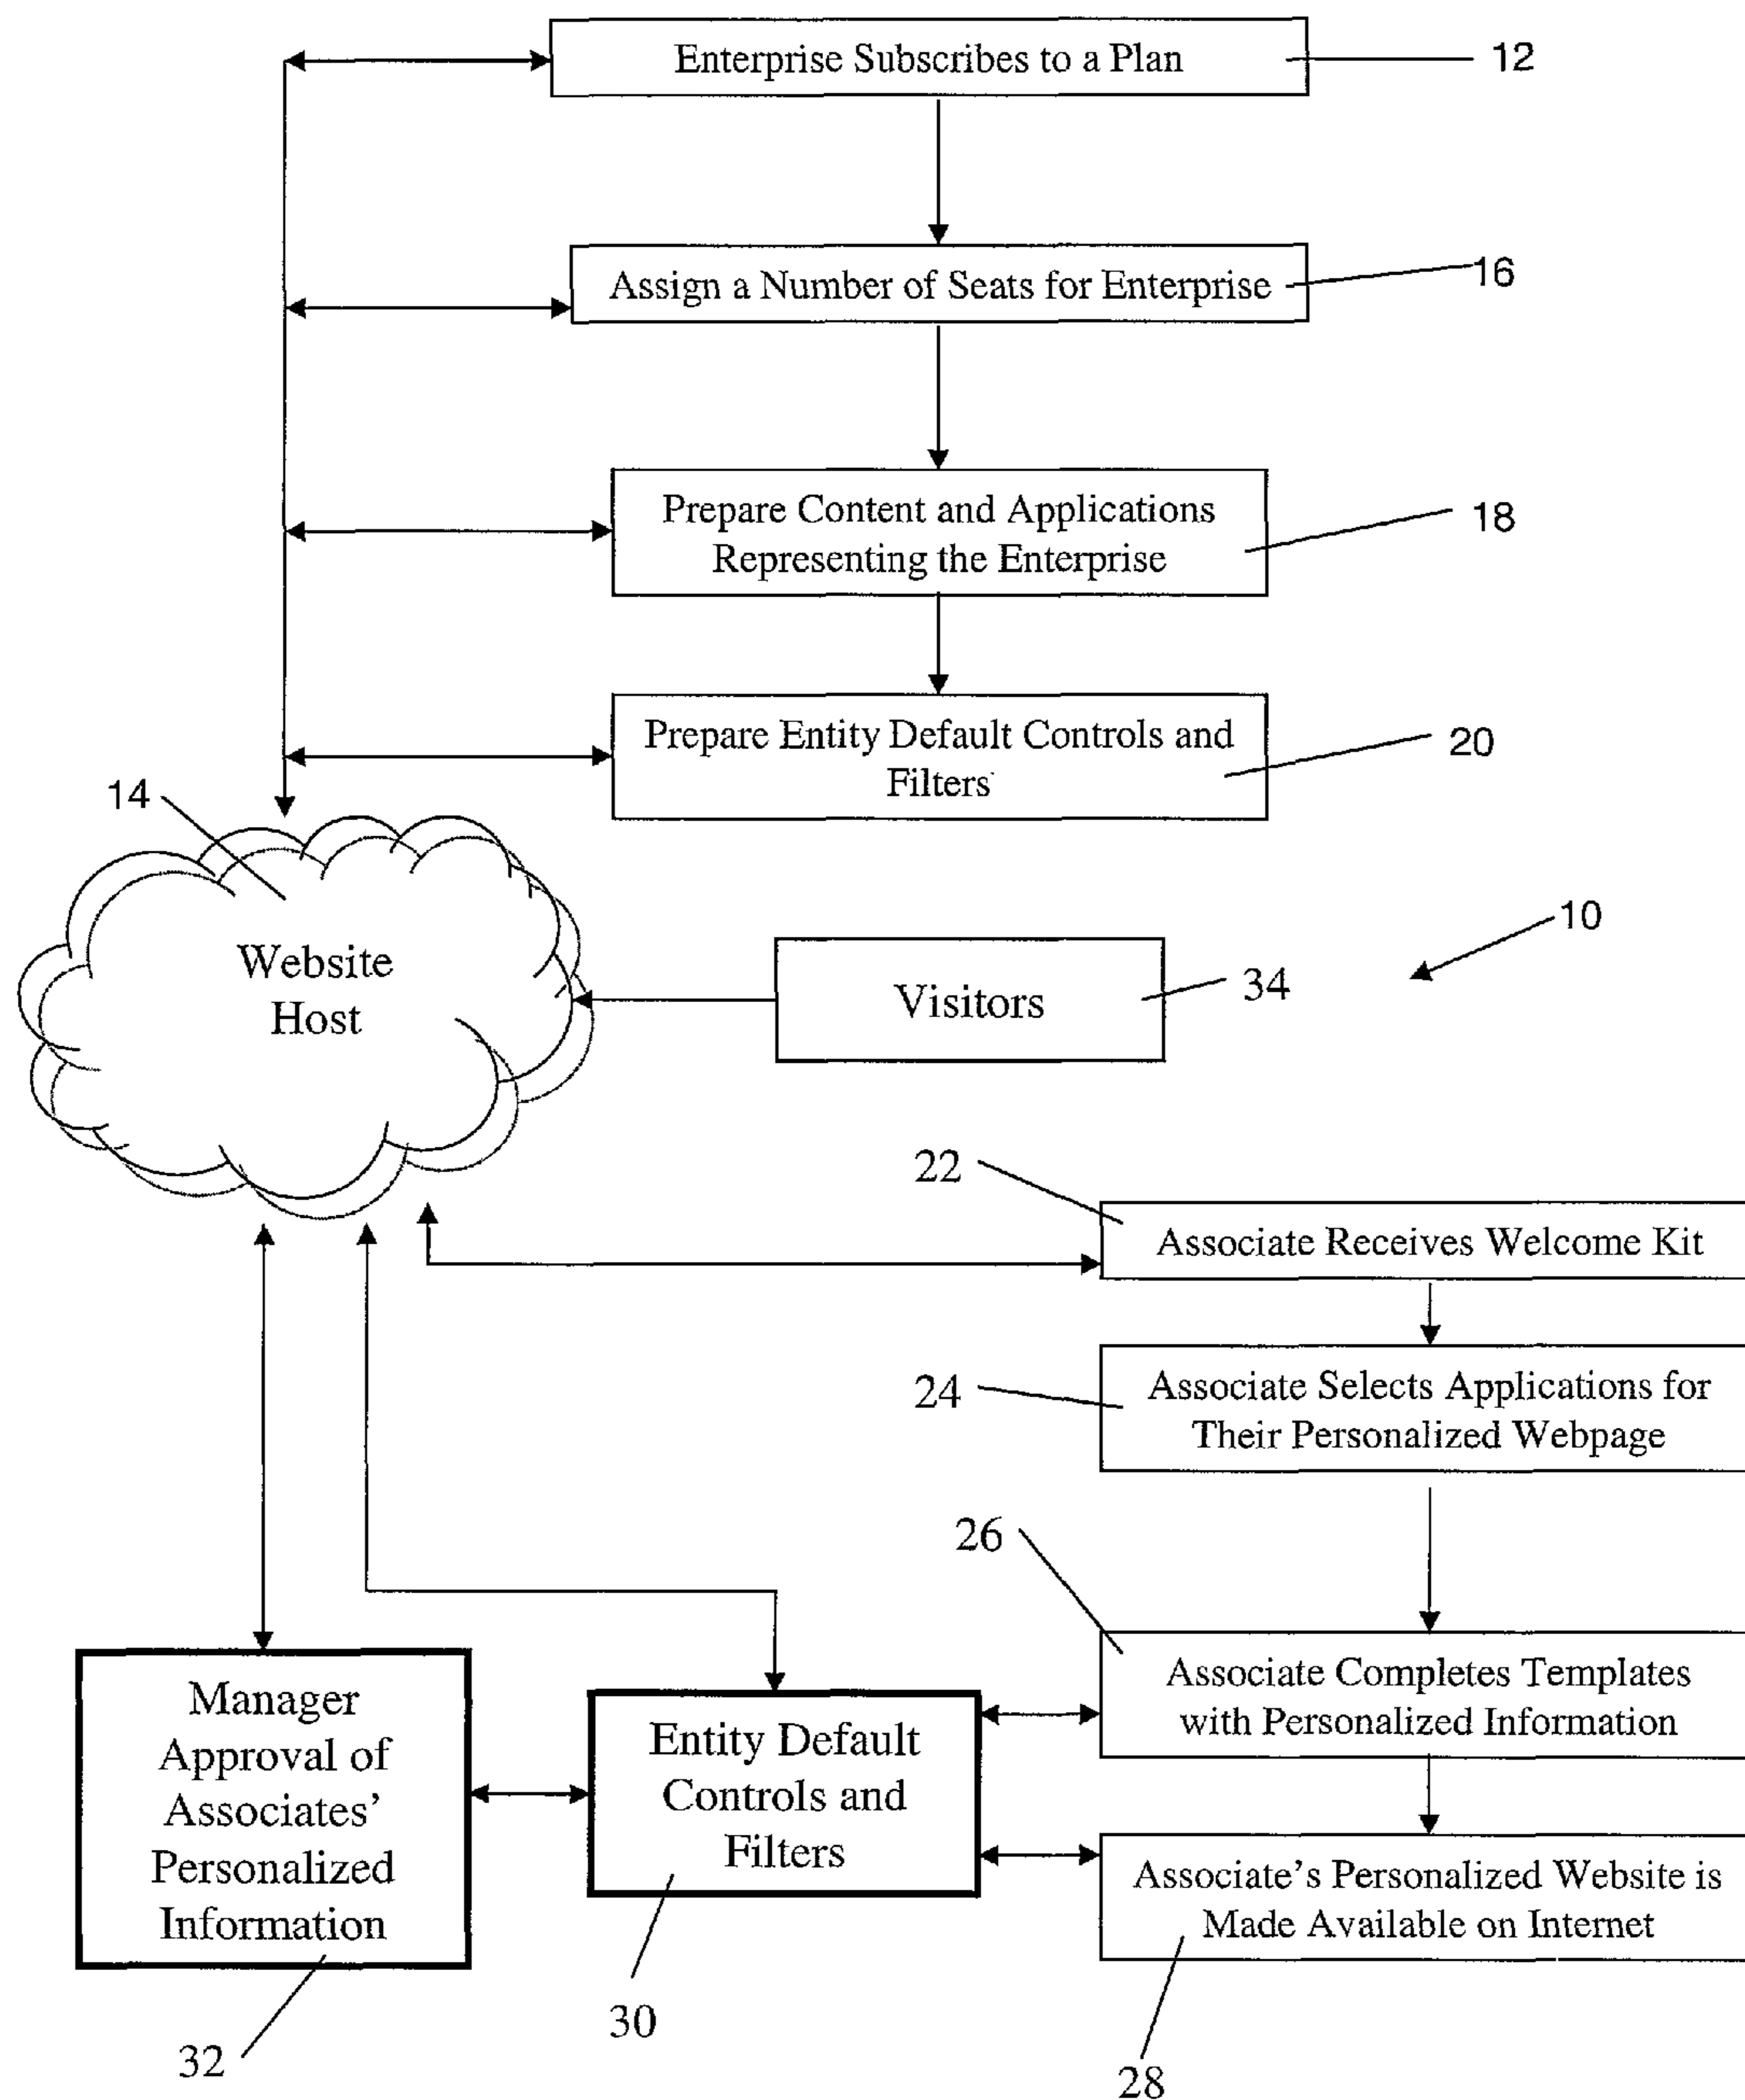 Enterprise Subscribes to a Plan
12
Assign a Number of Seats for Enterprise
16
Prepare Content and Applications
Representing the Enterprise
18
Prepare Entity Default Controls and
Filters
20
14
Website
Host
Visitors
34
10
22
Associate Receives Welcome Kit
24
Associate Selects Applications for
Their Personalized Webpage
26
Associate Completes Templates
with Personalized Information
Manager
Approval of
Associates’
Personalized
Information
32
Entity Default
Controls and
Filters
30
Associate’s Personalized Website is
Made Available on Internet
28